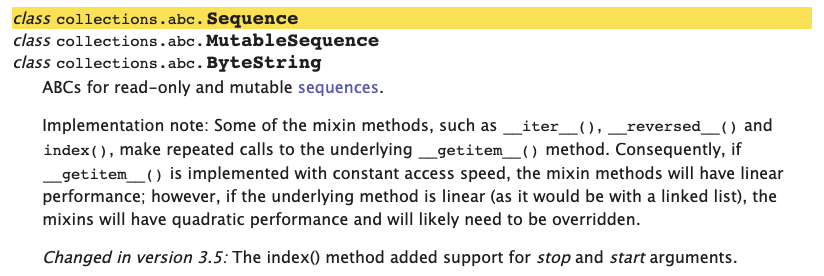 class collections.abc.Sequence
class collections.abc.MutableSequence
class collections.abc.ByteString
ABCs for read-only and mutable sequences.
Implementation note: Some of the mixin methods, such as __iter__(), __reversed__() and
index(), make repeated calls to the underlying __getitem__() method. Consequently, if
__getitem__() is implemented with constant access speed, the mixin methods will have linear
performance; however, if the underlying method is linear (as it would be with a linked list), the
mixins will have quadratic performance and will likely need to be overridden.
Changed in version 3.5: The index() method added support for stop and start arguments.